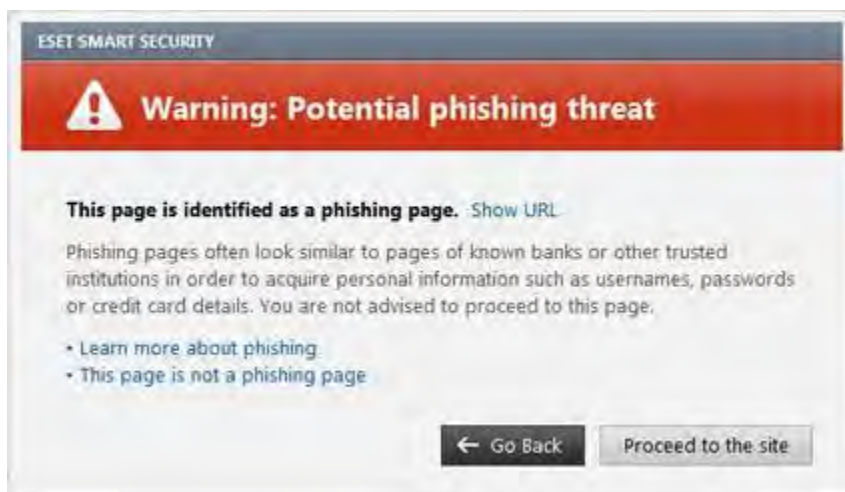 ESET SMART SECURITY
Warning: Potential phishing threat
This page is identified as a phishing page. Show URL
Phishing pages often look similar to pages of known banks or other trusted
institutions in order to acquire personal information such as usernames, passwords
or credit card details. You are not advised to proceed to this page.
• Learn more about phishing
• This page is not a phishing page
← Go Back
Proceed to the site